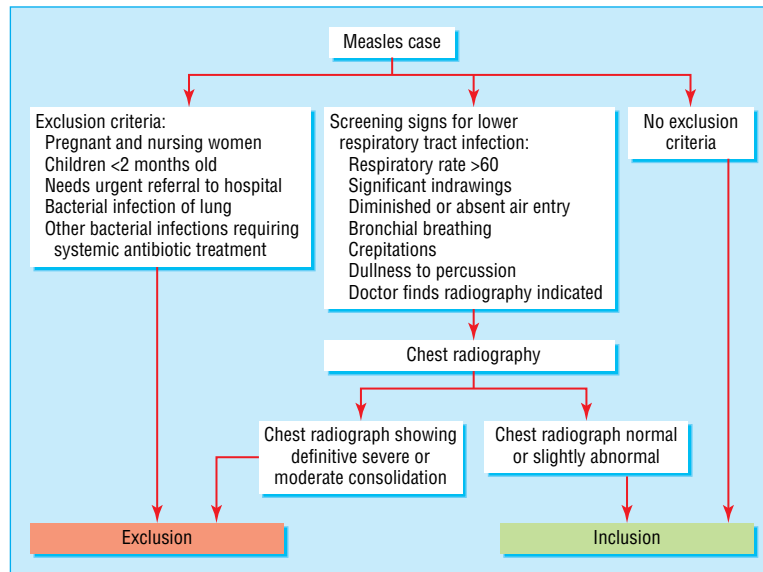 Measles case
Exclusion criteria:
Pregnant and nursing women
Children <2 months old
Needs urgent referral to hospital
Bacterial infection of lung
Other bacterial infections requiring
systemic antibiotic treatment
Screening signs for lower
respiratory tract infection:
Respiratory rate >60
Significant indrawings
Diminished or absent air entry
Bronchial breathing
Crepitations
Dullness to percussion
Doctor finds radiography indicated
No exclusion
criteria
Chest radiography
Chest radiograph showing
definitive severe or
moderate consolidation
Chest radiograph normal
or slightly abnormal
Exclusion
Inclusion